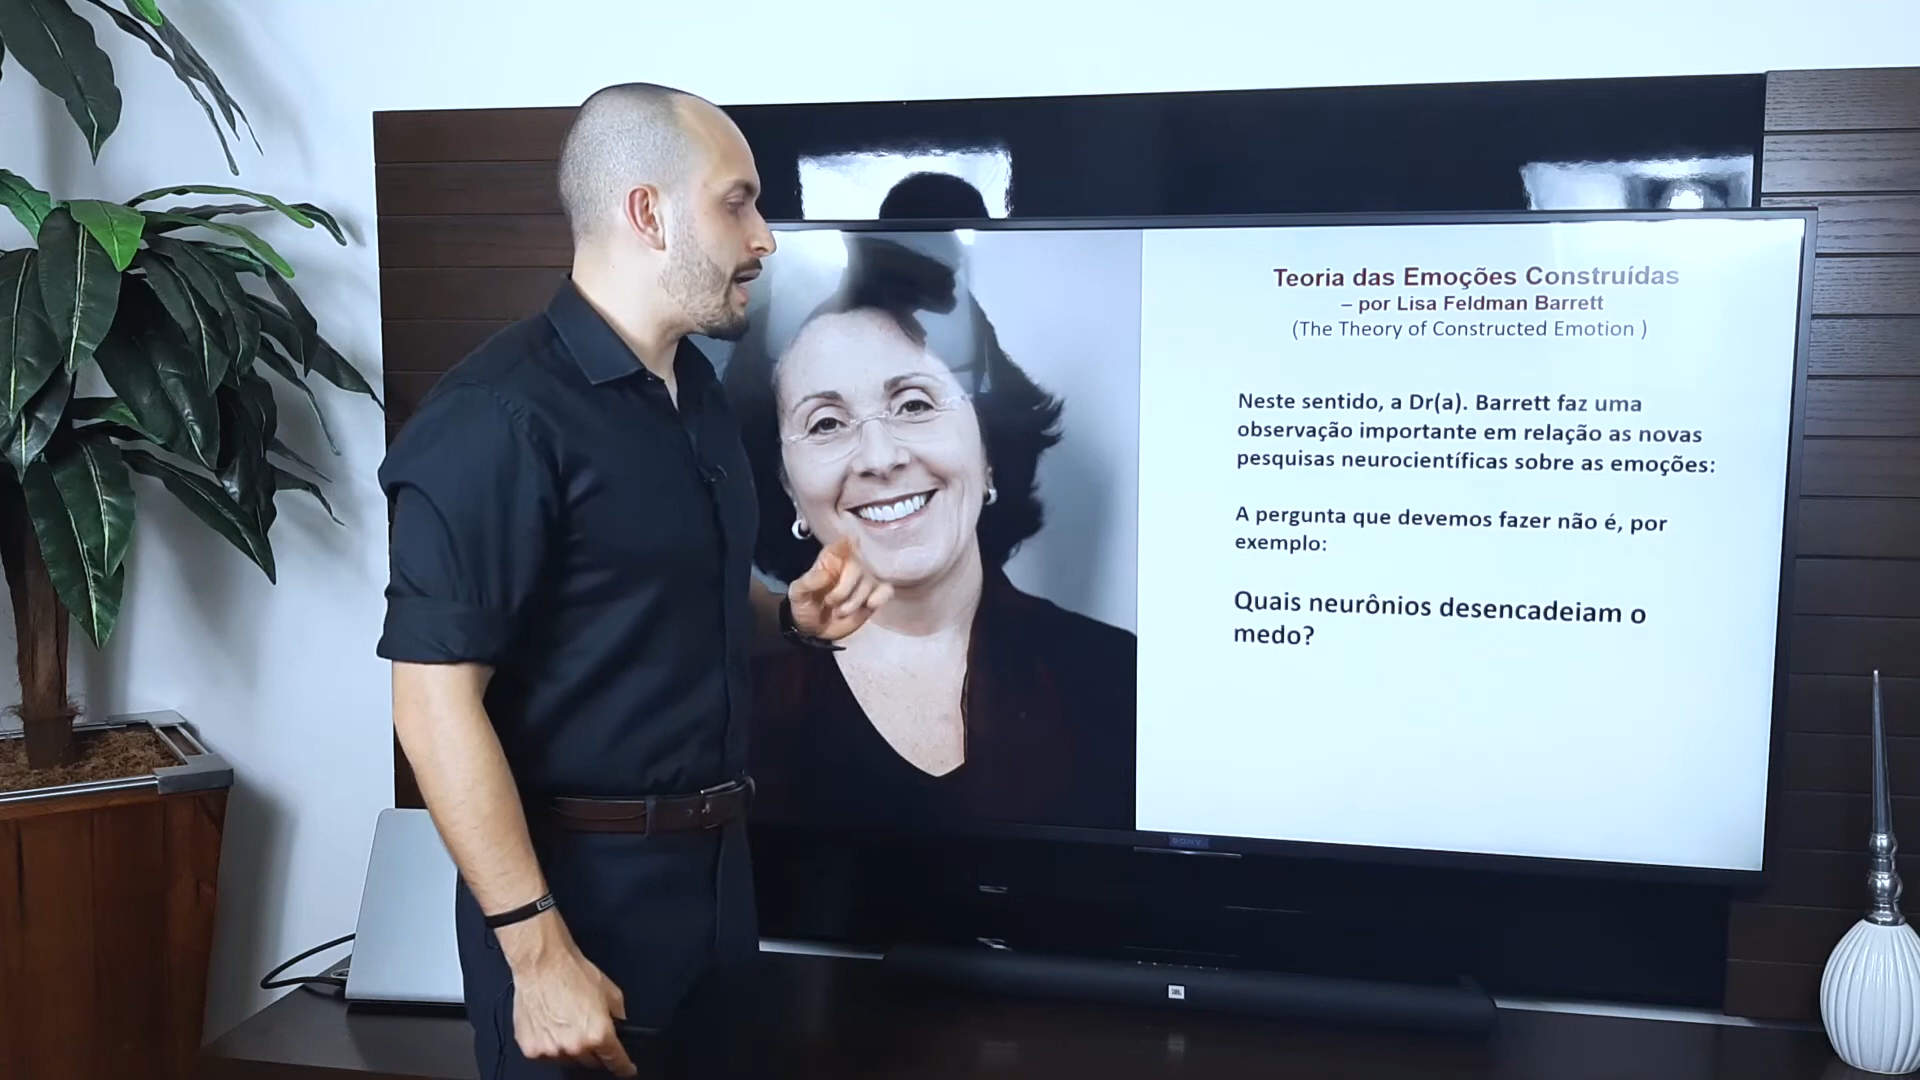 Teoria das Emoções Construídas
– por Lisa Feldman Barrett
(The Theory of Constructed Emotion )
Neste sentido, a Dr(a). Barrett faz uma
observação importante em relação as novas
pesquisas neurocientíficas sobre as emoções:
A pergunta que devemos fazer não é, por
exemplo:
Quais neurônios desencadeiam o
medo?
SONY
JBL